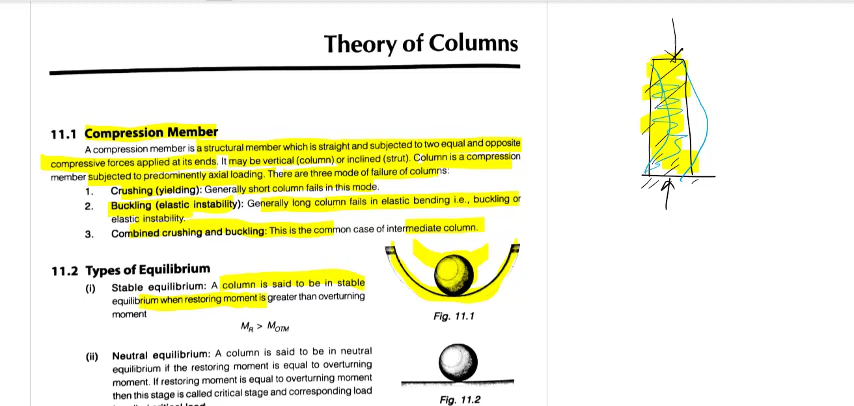 Theory of Columns
11.1 Compression Member
A compression member is a structural member which is straight and subjected to two equal and opposite
compressive forces applied at its ends. It may be vertical (column) or inclined (strut). Column is a compression
member subjected to predominently axial loading. There are three mode of failure of columns:
1. Crushing (yielding): Generally short column fails in this mode.
2. Buckling (elastic instability): Generally long column fails in elastic bending i.e., buckling or
elastic instability.
3. Combined crushing and buckling: This is the common case of intermediate column.
11.2 Types of Equilibrium
(i) Stable equilibrium: A column is said to be in stable
equilibrium when restoring moment is greater than overturning
moment
M_R > M_OTM
Fig. 11.1
(ii) Neutral equilibrium: A column is said to be in neutral
equilibrium if the restoring moment is equal to overturning
moment. If restoring moment is equal to overturning moment
then this stage is called critical stage and corresponding load
Fig. 11.2